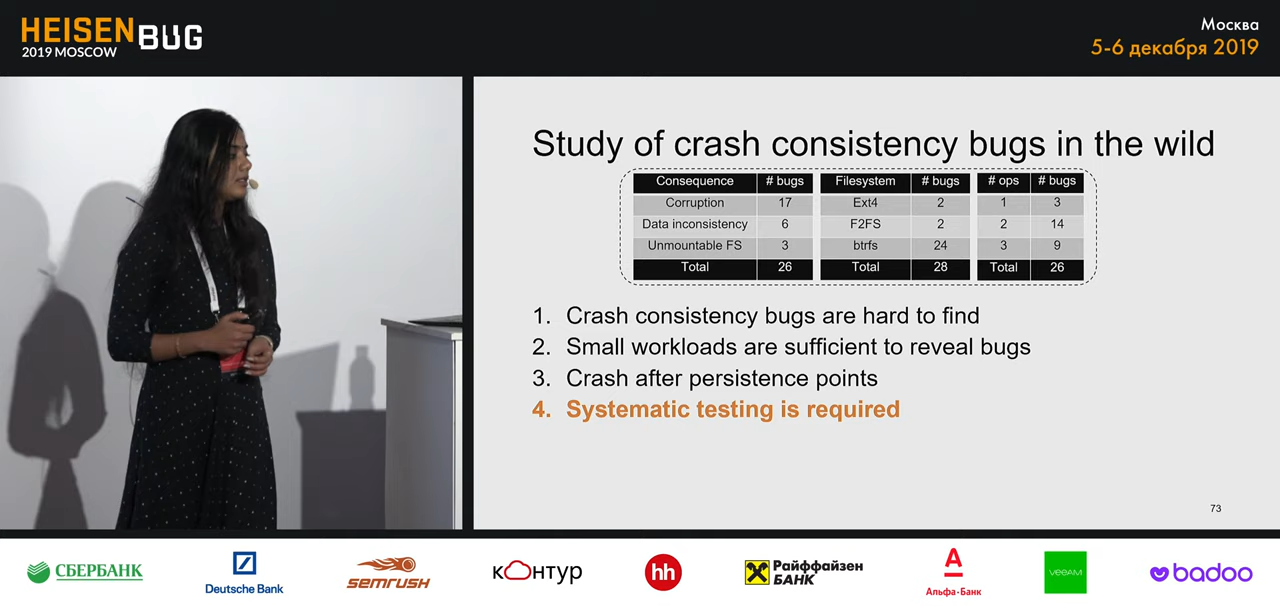 HEISEN BUG
2019 MOSCOW
Москва
5-6 декабря 2019
Study of crash consistency bugs in the wild
Consequence # bugs
Corruption 17
Data inconsistency 6
Unmountable FS 3
Total 26
Filesystem # bugs
Ext4 2
F2FS 2
btrfs 24
Total 28
# ops # bugs
1 3
2 14
3 9
Total 26
1. Crash consistency bugs are hard to find
2. Small workloads are sufficient to reveal bugs
3. Crash after persistence points
4. Systematic testing is required
73
СБЕРБАНК
Deutsche Bank
semrush
кОнтур
hh
Райффайзен
БАНК
А
Альфа·Банк
veeAM
badoo